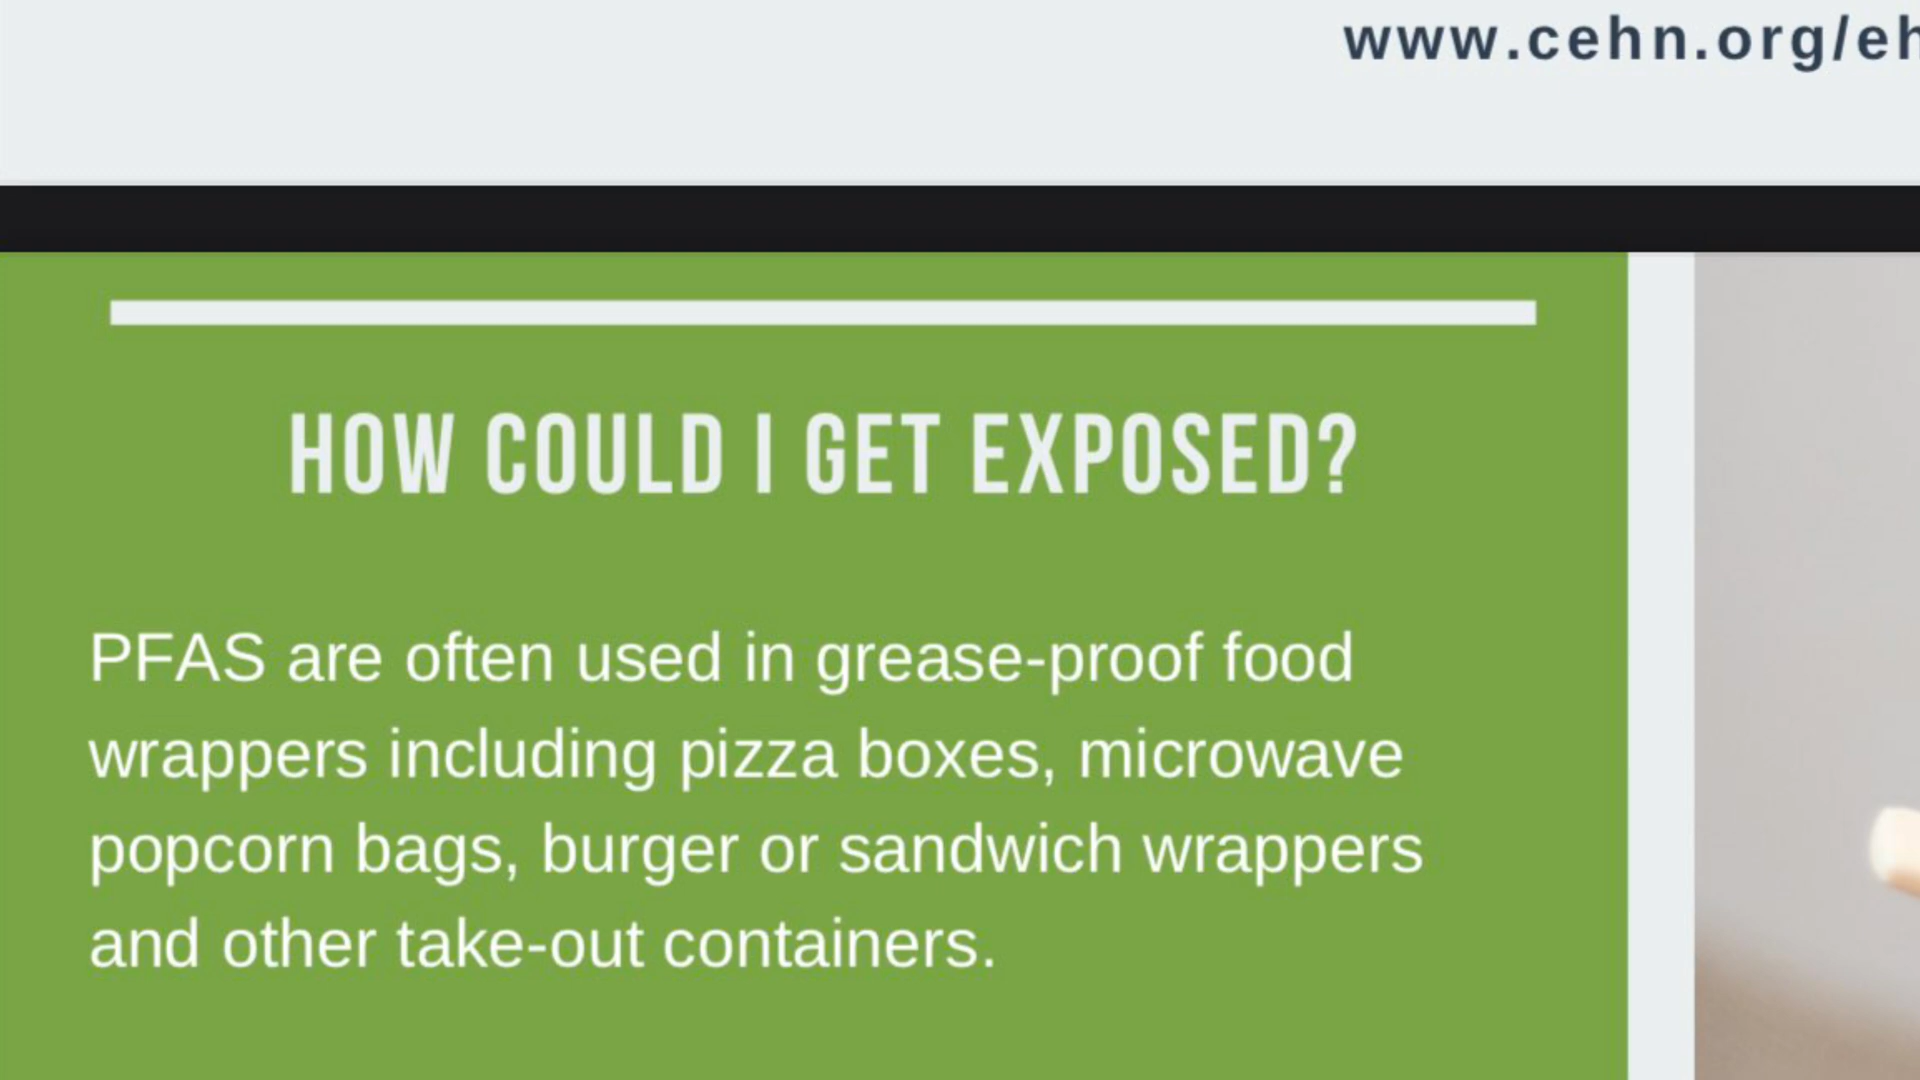 www.cehn.org/eh
HOW COULD I GET EXPOSED?
PFAS are often used in grease-proof food
wrappers including pizza boxes, microwave
popcorn bags, burger or sandwich wrappers
and other take-out containers.